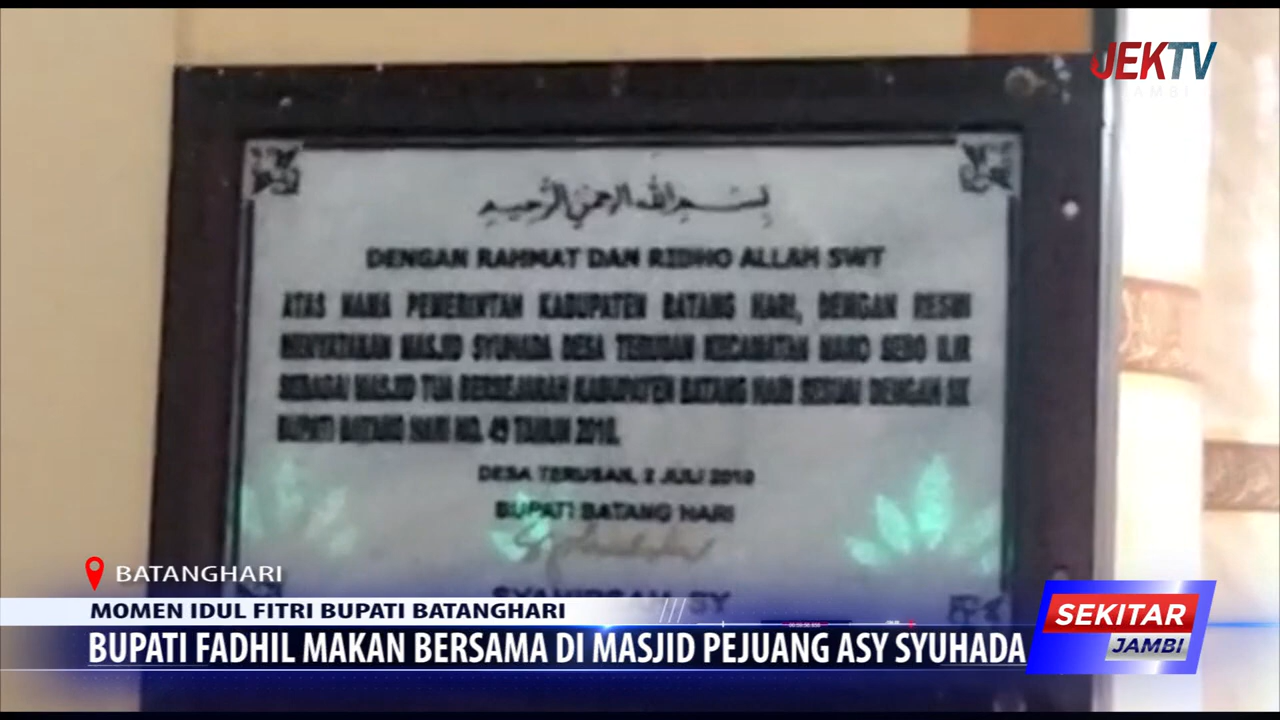 JEKTV
JAMBI
بسم الله الرحمن الرحيم
DENGAN RAHMAT DAN RIDHO ALLAH SWT
ATAS NAMA PEMERINTAH KABUPATEN BATANG HARI, DENGAN RESMI
MENYATAKAN MASJID SYUHADA DESA TERUSAN KECAMATAN MARO SEBO ILIR
SEBAGAI MASJID TUA BERSEJARAH KABUPATEN BATANG HARI SESUAI DENGAN SK
BUPATI BATANG HARI NO. 49 TAHUN
DESA TERUSAN, 2 JULI
BUPATI BATANG HARI
SY
BATANGHARI
MOMEN IDUL FITRI BUPATI BATANGHARI
BUPATI FADHIL MAKAN BERSAMA DI MASJID PEJUANG ASY SYUHADA
SEKITAR
JAMBI